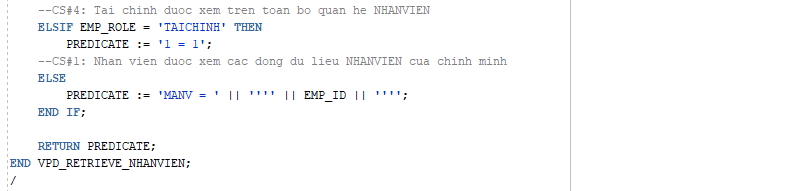 --CS#4: Tai chinh duoc xem tren toan bo quan he NHANVIEN
ELSIF EMP_ROLE = 'TAICHINH' THEN
PREDICATE := '1 = 1';
--CS#1: Nhan vien duoc xem cac dong du lieu NHANVIEN cua chinh minh
ELSE
PREDICATE := 'MANV = ' || '''' || EMP_ID || '''';
END IF;
RETURN PREDICATE;
END VPD_RETRIEVE_NHANVIEN;
/